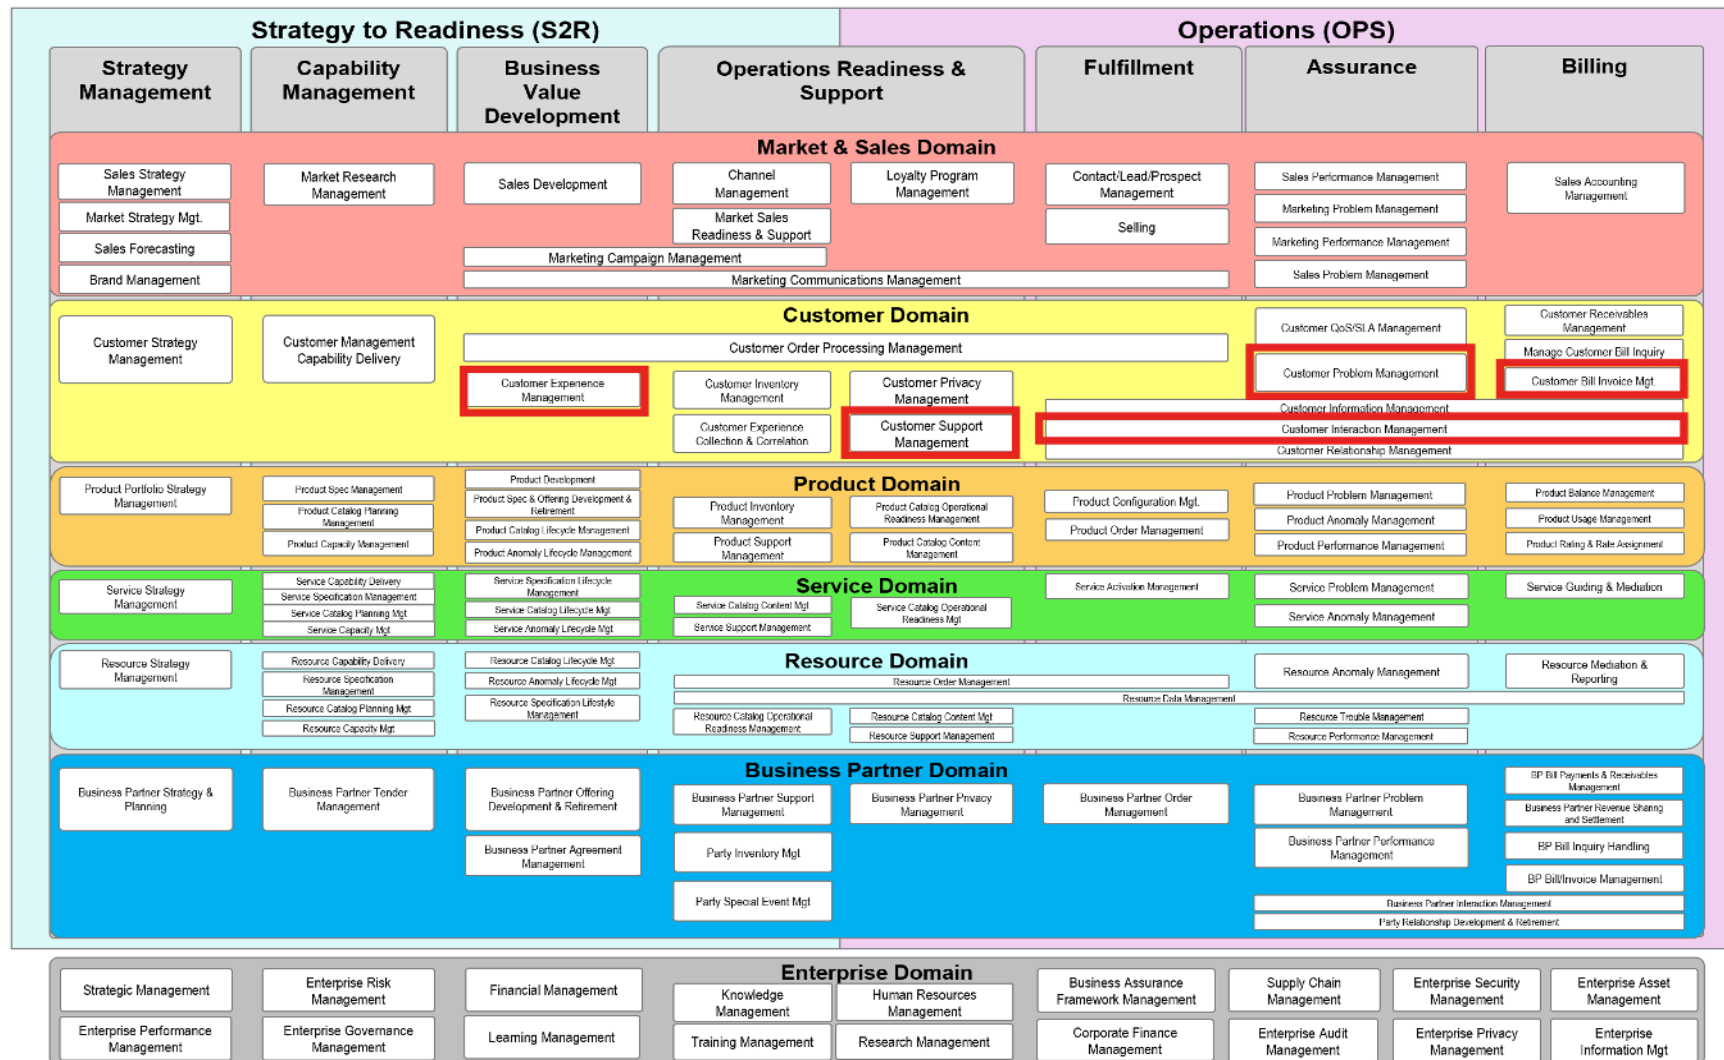 Strategy to Readiness (S2R)
Operations (OPS)
Strategy
Management
Capability
Management
Business
Value
Development
Operations Readiness &
Support
Fulfillment
Assurance
Billing
Market & Sales Domain
Sales Strategy
Management
Market Strategy Mgt.
Sales Forecasting
Brand Management
Market Research
Management
Sales Development
Channel
Management
Loyalty Program
Management
Market Sales
Readiness & Support
Marketing Campaign Management
Marketing Communications Management
Contact/Lead/Prospect
Management
Selling
Sales Performance Management
Marketing Problem Management
Marketing Performance Management
Sales Problem Management
Sales Accounting
Management
Customer Domain
Customer Strategy
Management
Customer Management
Capability Delivery
Customer Order Processing Management
Customer Experience
Management
Customer Inventory
Management
Customer Privacy
Management
Customer Experience
Collection & Correlation
Customer Support
Management
Customer QoS/SLA Management
Customer Problem Management
Customer Receivables
Management
Manage Customer Bill Inquiry
Customer Bill Invoice Mgt.
Customer Information Management
Customer Interaction Management
Customer Relationship Management
Product Domain
Product Portfolio Strategy
Management
Product Spec Management
Product Catalog Planning
Management
Product Capacity Management
Product Development
Product Spec & Offering Development &
Retirement
Product Catalog Lifecycle Management
Product Anomaly Lifecycle Management
Product Inventory
Management
Product Catalog Operational
Readiness Management
Product Support
Management
Product Catalog Content
Management
Product Configuration Mgt.
Product Order Management
Product Problem Management
Product Anomaly Management
Product Performance Management
Product Balance Management
Product Usage Management
Product Rating & Rate Assignment
Service Domain
Service Strategy
Management
Service Capability Delivery
Service Specification Management
Service Catalog Planning Mgt
Service Capacity Mgt
Service Specification Lifecycle
Management
Service Catalog Lifecycle Mgt
Service Anomaly Lifecycle Mgt
Service Catalog Content Mgt
Service Support Management
Service Catalog Operational
Readiness Mgt
Service Activation Management
Service Problem Management
Service Anomaly Management
Service Guiding & Mediation
Resource Domain
Resource Strategy
Management
Resource Capability Delivery
Resource Specification
Management
Resource Catalog Planning Mgt
Resource Capacity Mgt
Resource Catalog Lifecycle Mgt
Resource Anomaly Lifecycle Mgt
Resource Specification Lifestyle
Management
Resource Order Management
Resource Data Management
Resource Catalog Operational
Readiness Management
Resource Catalog Content Mgt
Resource Support Management
Resource Anomaly Management
Resource Trouble Management
Resource Performance Management
Resource Mediation &
Reporting
Business Partner Domain
Business Partner Strategy &
Planning
Business Partner Tender
Management
Business Partner Offering
Development & Retirement
Business Partner Agreement
Management
Business Partner Support
Management
Business Partner Privacy
Management
Party Inventory Mgt
Party Special Event Mgt
Business Partner Order
Management
Business Partner Problem
Management
Business Partner Performance
Management
BP Bill Payments & Receivables
Management
Business Partner Revenue Sharing
and Settlement
BP Bill Inquiry Handling
BP Bill/Invoice Management
Business Partner Interaction Management
Party Relationship Development & Retirement
Enterprise Domain
Strategic Management
Enterprise Risk
Management
Financial Management
Knowledge
Management
Human Resources
Management
Business Assurance
Framework Management
Supply Chain
Management
Enterprise Security
Management
Enterprise Asset
Management
Enterprise Performance
Management
Enterprise Governance
Management
Learning Management
Training Management
Research Management
Corporate Finance
Management
Enterprise Audit
Management
Enterprise Privacy
Management
Enterprise
Information Mgt